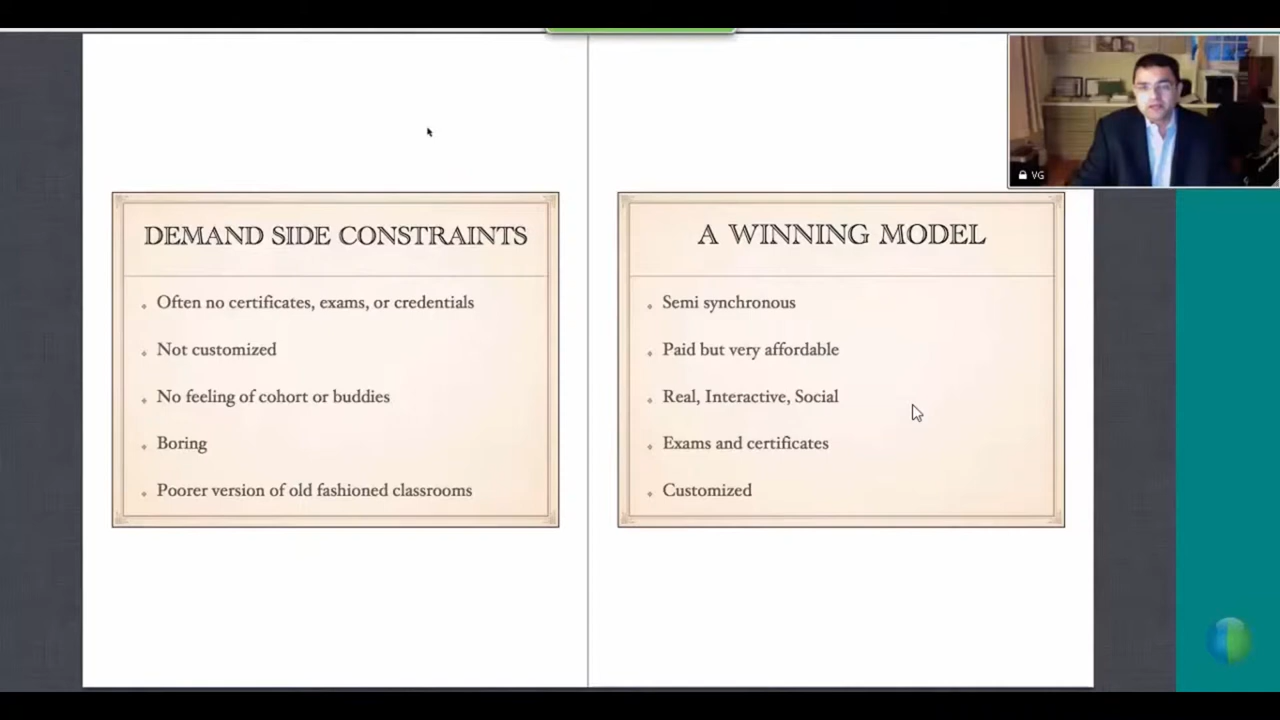 DEMAND SIDE CONSTRAINTS
Often no certificates, exams, or credentials
Not customized
No feeling of cohort or buddies
Boring
Poorer version of old fashioned classrooms
A WINNING MODEL
Semi synchronous
Paid but very affordable
Real, Interactive, Social
Exams and certificates
Customized
VG